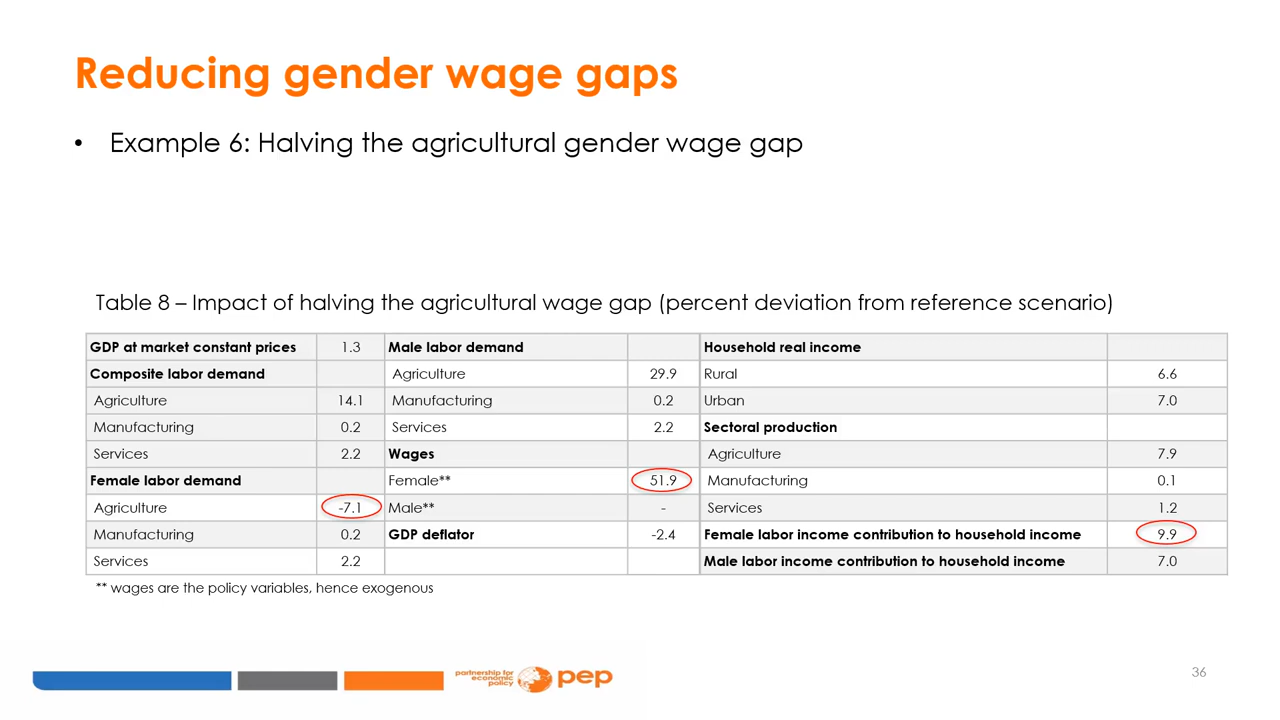 Reducing gender wage gaps
• Example 6: Halving the agricultural gender wage gap
Table 8 – Impact of halving the agricultural wage gap (percent deviation from reference scenario)
GDP at market constant prices 1.3 Male labor demand Household real income
Composite labor demand Agriculture 29.9 Rural 6.6
Agriculture 14.1 Manufacturing 0.2 Urban 7.0
Manufacturing 0.2 Services 2.2 Sectoral production
Services 2.2 Wages Agriculture 7.9
Female labor demand Female** 51.9 Manufacturing 0.1
Agriculture -7.1 Male** - Services 1.2
Manufacturing 0.2 GDP deflator -2.4 Female labor income contribution to household income 9.9
Services 2.2 Male labor income contribution to household income 7.0
** wages are the policy variables, hence exogenous
partnership for
economic
policy
pep
36